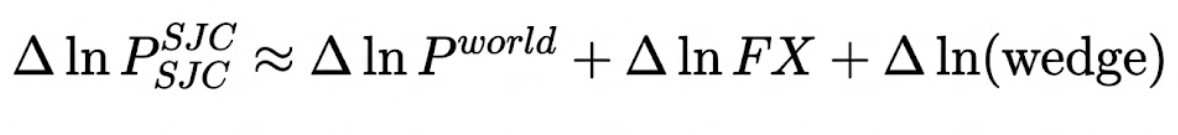 Δ ln P_{SJC}^{SJC} ≈ Δ ln P^{world} + Δ ln FX + Δ ln(wedge)